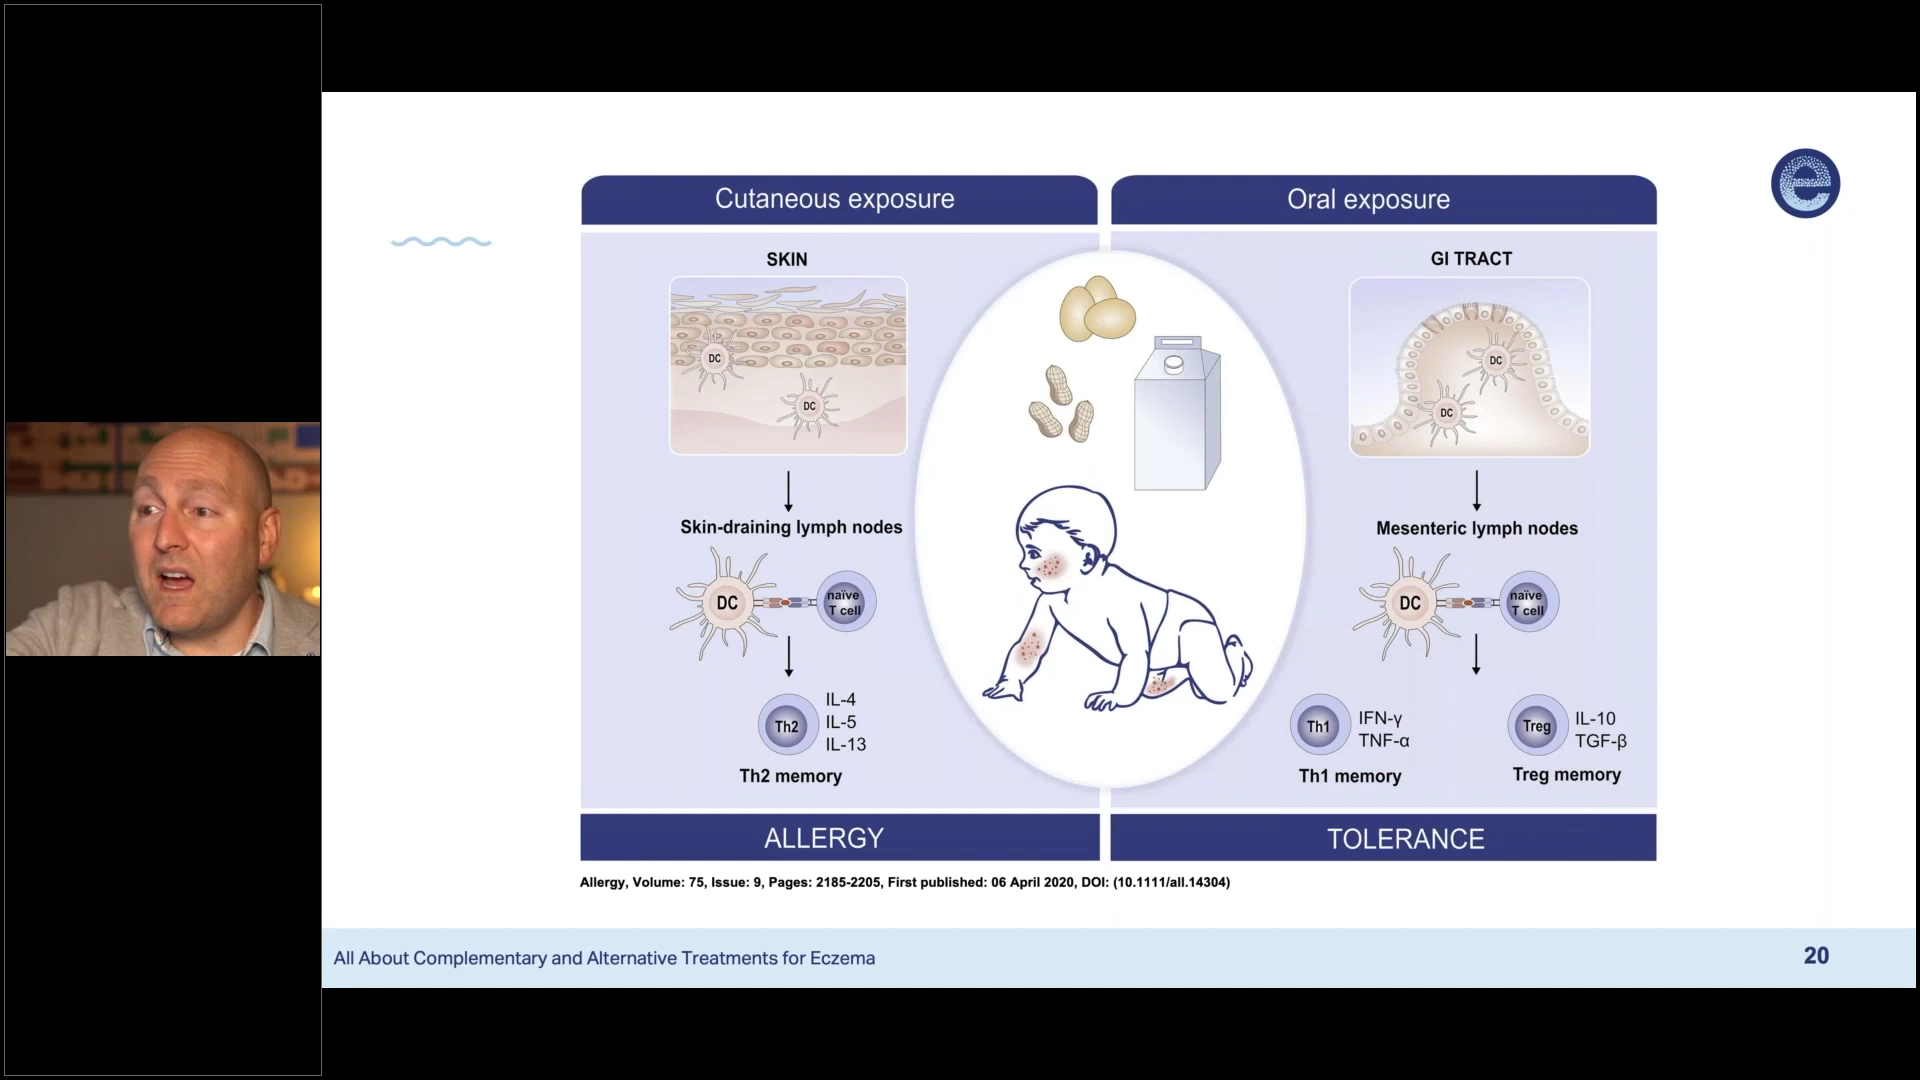 Cutaneous exposure
Oral exposure
SKIN
DC
DC
Skin-draining lymph nodes
DC
naïve
T cell
Th2
IL-4
IL-5
IL-13
Th2 memory
GI TRACT
DC
DC
Mesenteric lymph nodes
DC
naïve
T cell
Th1
IFN-γ
TNF-α
Th1 memory
Treg
IL-10
TGF-β
Treg memory
ALLERGY
TOLERANCE
Allergy, Volume: 75, Issue: 9, Pages: 2185-2205, First published: 06 April 2020, DOI: (10.1111/all.14304)
All About Complementary and Alternative Treatments for Eczema
20
e